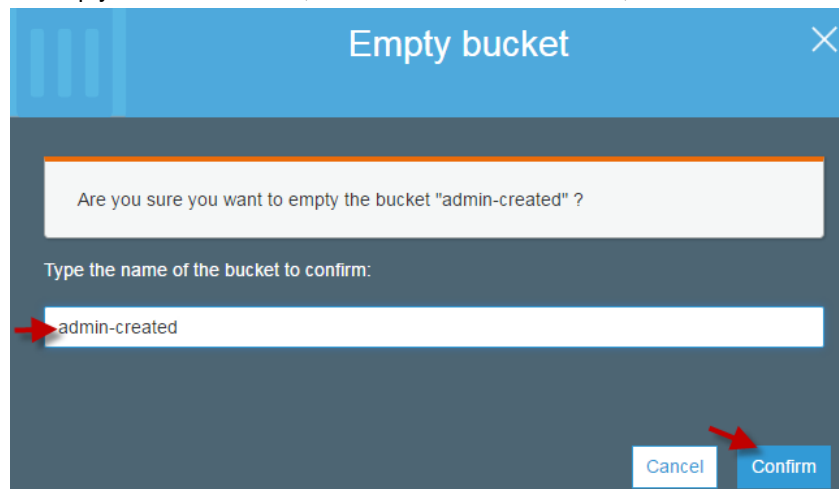 Empty bucket
Are you sure you want to empty the bucket "admin-created" ?
Type the name of the bucket to confirm:
admin-created
Cancel Confirm